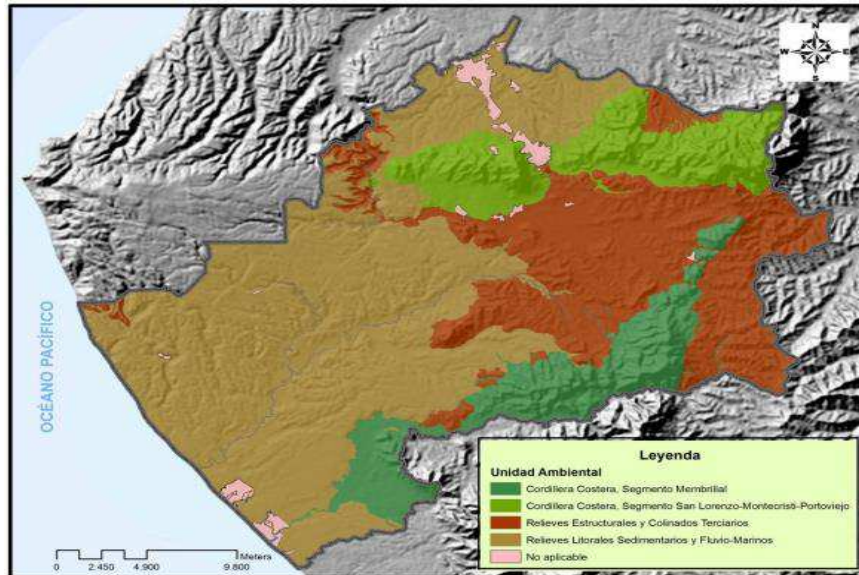 N
W E
S
OCÉANO PACÍFICO
Leyenda
Unidad Ambiental
Cordillera Costera, Segmento Membrillal
Cordillera Costera, Segmento San Lorenzo-Montecristi-Portoviejo
Relieves Estructurales y Colinados Terciarios
Relieves Litorales Sedimentarios y Fluvio-Marinos
No aplicable
Meters
0 2.450 4.900 9.800